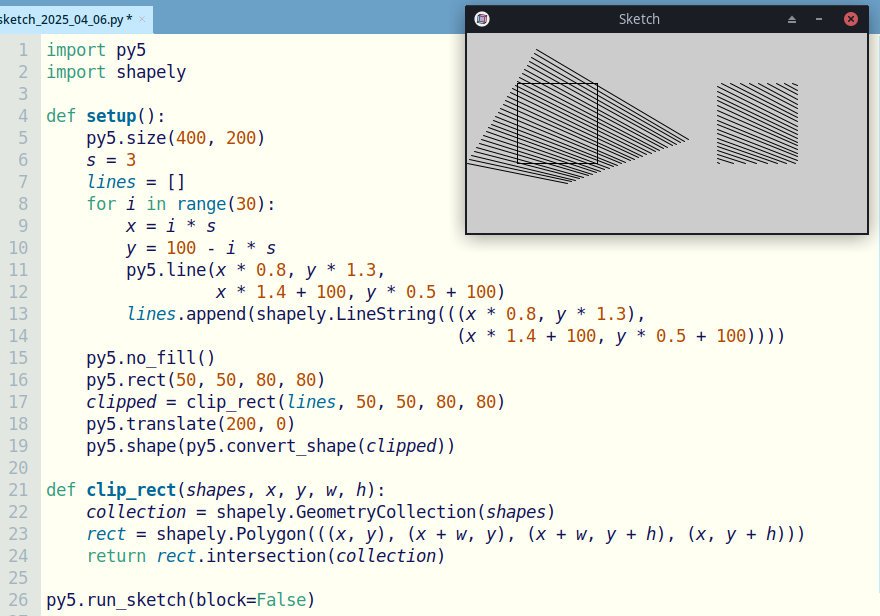 sketch_2025_04_06.py *
Sketch
1 import py5
2 import shapely
3
4 def setup():
5     py5.size(400, 200)
6     s = 3
7     lines = []
8     for i in range(30):
9         x = i * s
10         y = 100 - i * s
11         py5.line(x * 0.8, y * 1.3,
12                  x * 1.4 + 100, y * 0.5 + 100)
13         lines.append(shapely.LineString(((x * 0.8, y * 1.3),
14                                          (x * 1.4 + 100, y * 0.5 + 100))))
15     py5.no_fill()
16     py5.rect(50, 50, 80, 80)
17     clipped = clip_rect(lines, 50, 50, 80, 80)
18     py5.translate(200, 0)
19     py5.shape(py5.convert_shape(clipped))
20
21 def clip_rect(shapes, x, y, w, h):
22     collection = shapely.GeometryCollection(shapes)
23     rect = shapely.Polygon(((x, y), (x + w, y), (x + w, y + h), (x, y + h)))
24     return rect.intersection(collection)
25
26 py5.run_sketch(block=False)